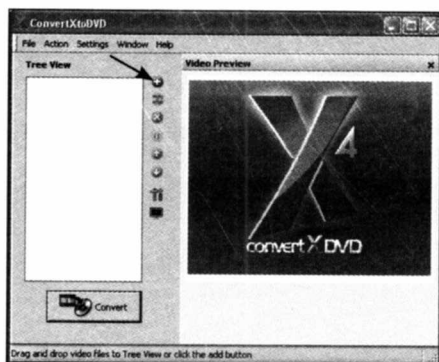 ConvertXtoDVD
File Action Settings Window Help
Tree View
Video Preview
4
convert X DVD
Convert
Drag and drop video files to Tree View or click the add button